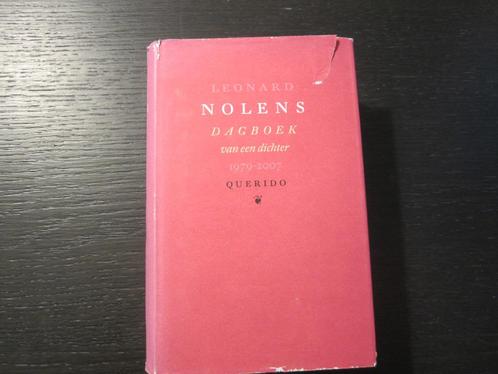 LEONARD
NOLENS
DAGBOEK
van een dichter
1979-2007
QUERIDO